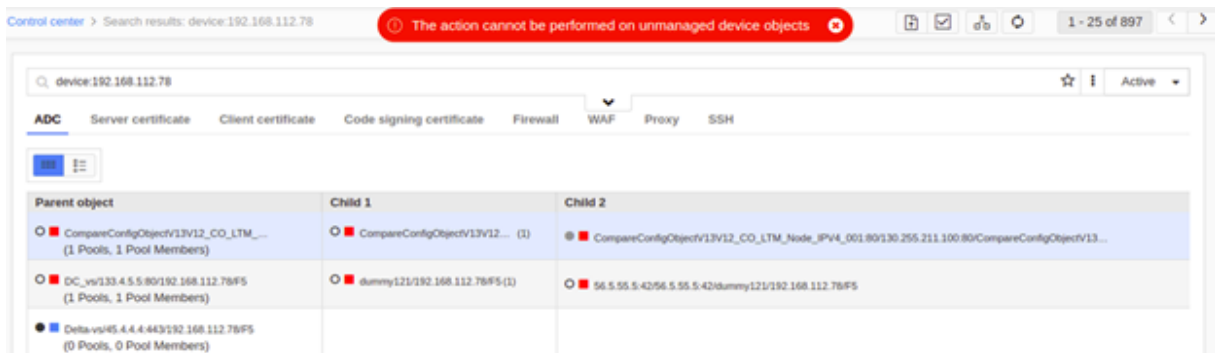 Control center > Search results: device:192.168.112.78
The action cannot be performed on unmanaged device objects
1 - 25 of 897
device:192.168.112.78
Active
ADC Server certificate Client certificate Code signing certificate Firewall WAF Proxy SSH
Parent object Child 1 Child 2
CompareConfigObjectV13V12_CO_LTM_... CompareConfigObjectV13V12... (1) CompareConfigObjectV13V12_CO_LTM_Node_IPV4_001:80/130.255.211.100:80/CompareConfigObjectV13...
(1 Pools, 1 Pool Members)
DC_vs/133.4.5.5:80/192.168.112.78/F5 dummy121/192.168.112.78/F5 (1) 56.5.55.5:42/56.5.55.5:42/dummy121/192.168.112.78/F5
(1 Pools, 1 Pool Members)
Delta-vs/45.4.4.4:443/192.168.112.78/F5
(0 Pools, 0 Pool Members)